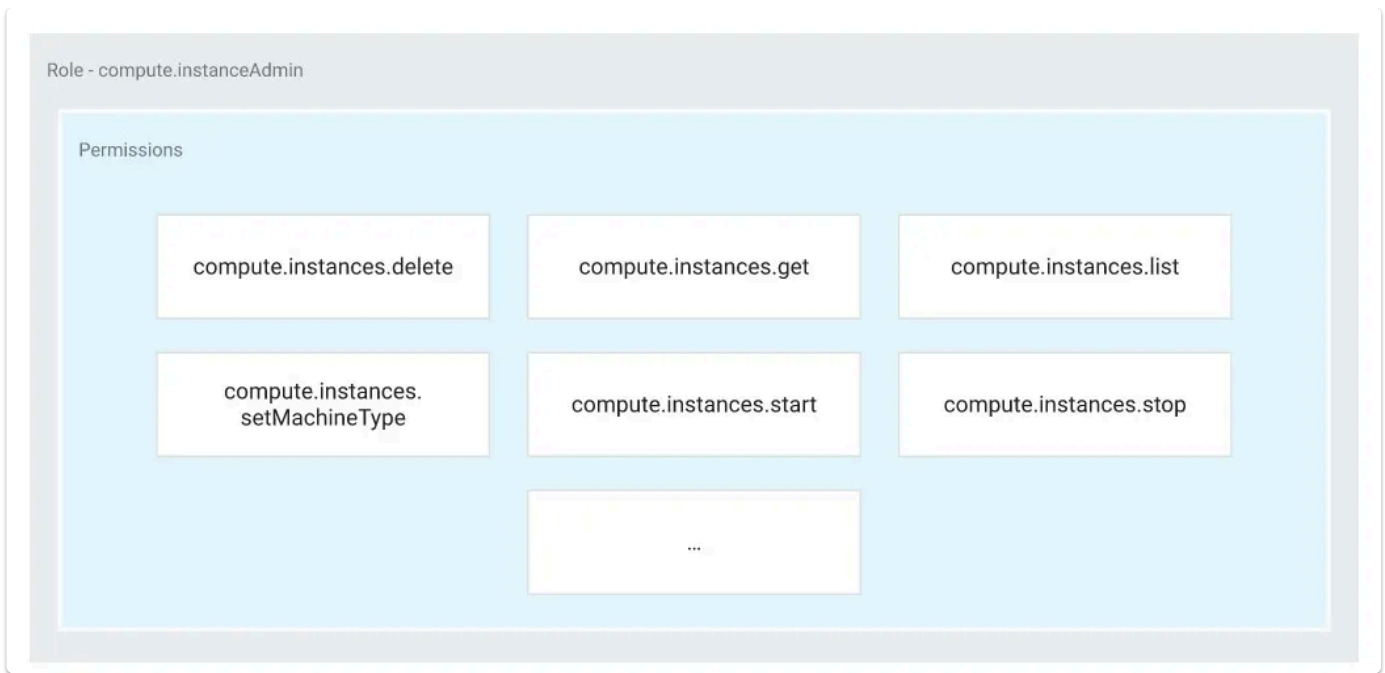 Role - compute.instanceAdmin
Permissions
compute.instances.delete
compute.instances.get
compute.instances.list
compute.instances.
setMachineType
compute.instances.start
compute.instances.stop
...